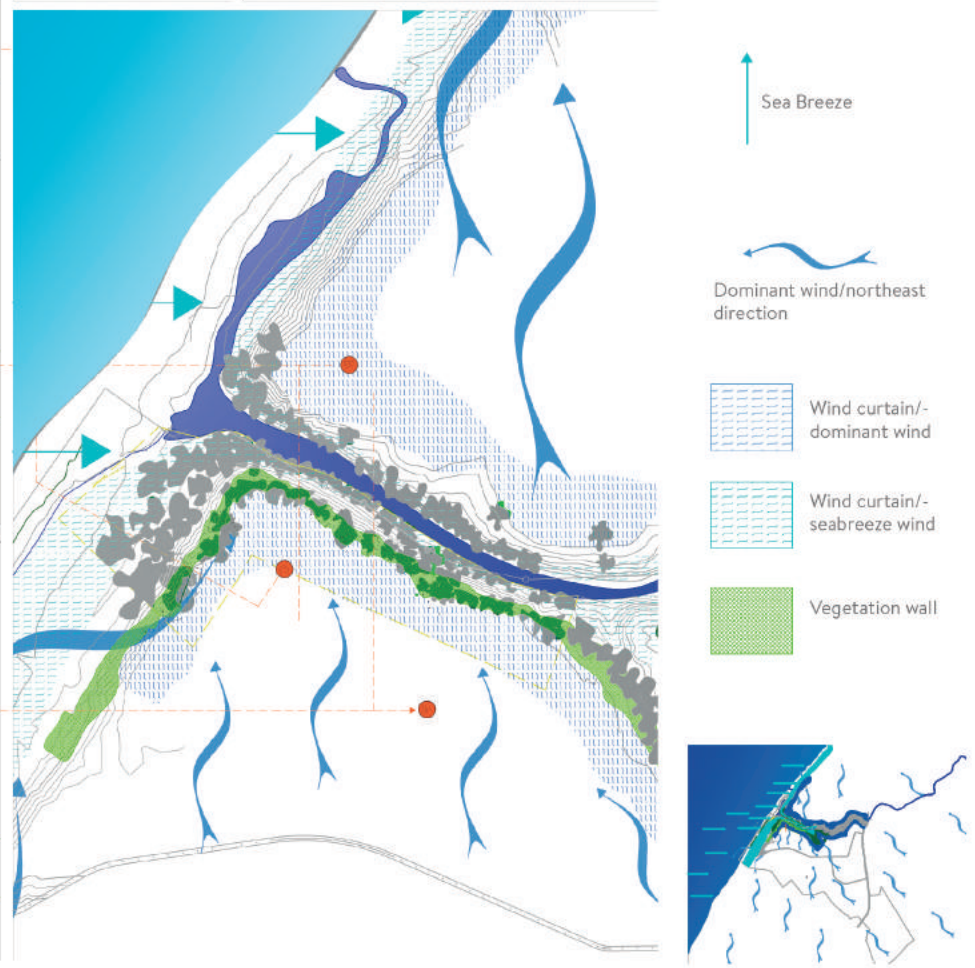 Sea Breeze
Dominant wind/northeast
direction
Wind curtain/-
dominant wind
Wind curtain/-
seabreeze wind
Vegetation wall